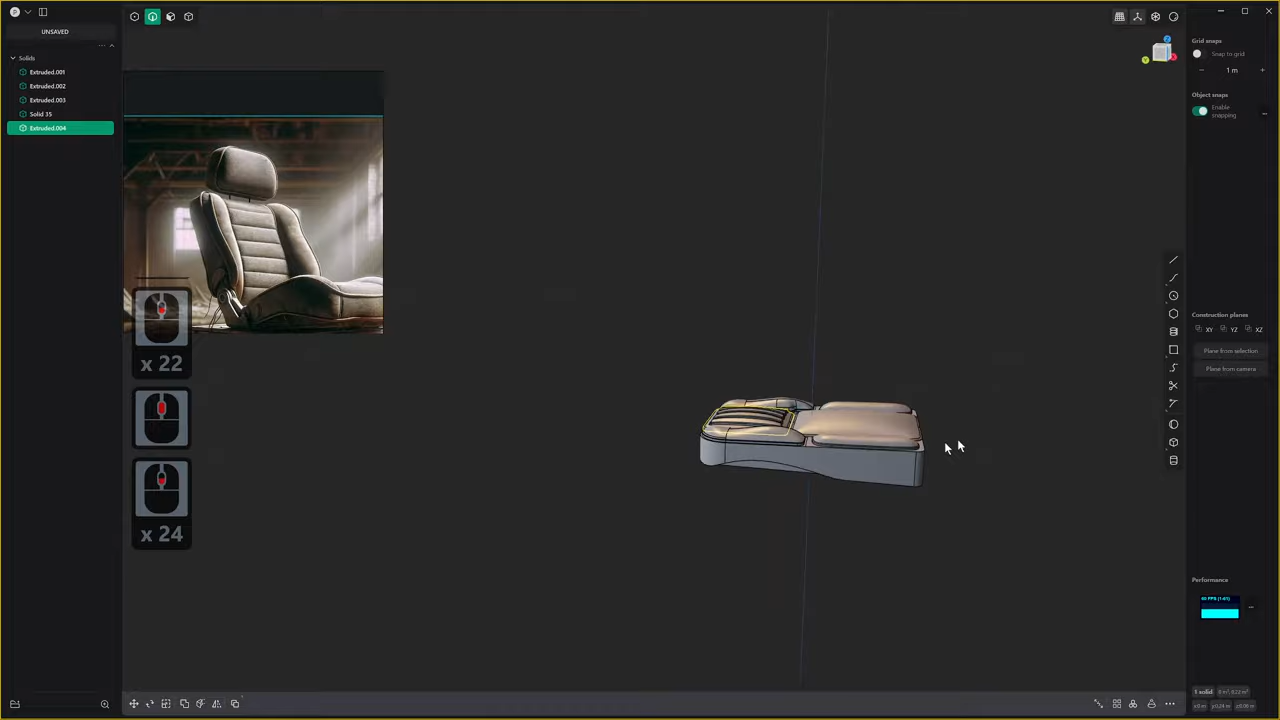 UNSAVED
Solids
Extruded.001
Extruded.002
Extruded.003
Solid 35
Extruded.004
x 22
x 24
Grid snaps
Snap to grid
1 m
Object snaps
Enable
snapping
Construction planes
XY YZ XZ
Plane from selection
Plane from camera
Performance
1 solid